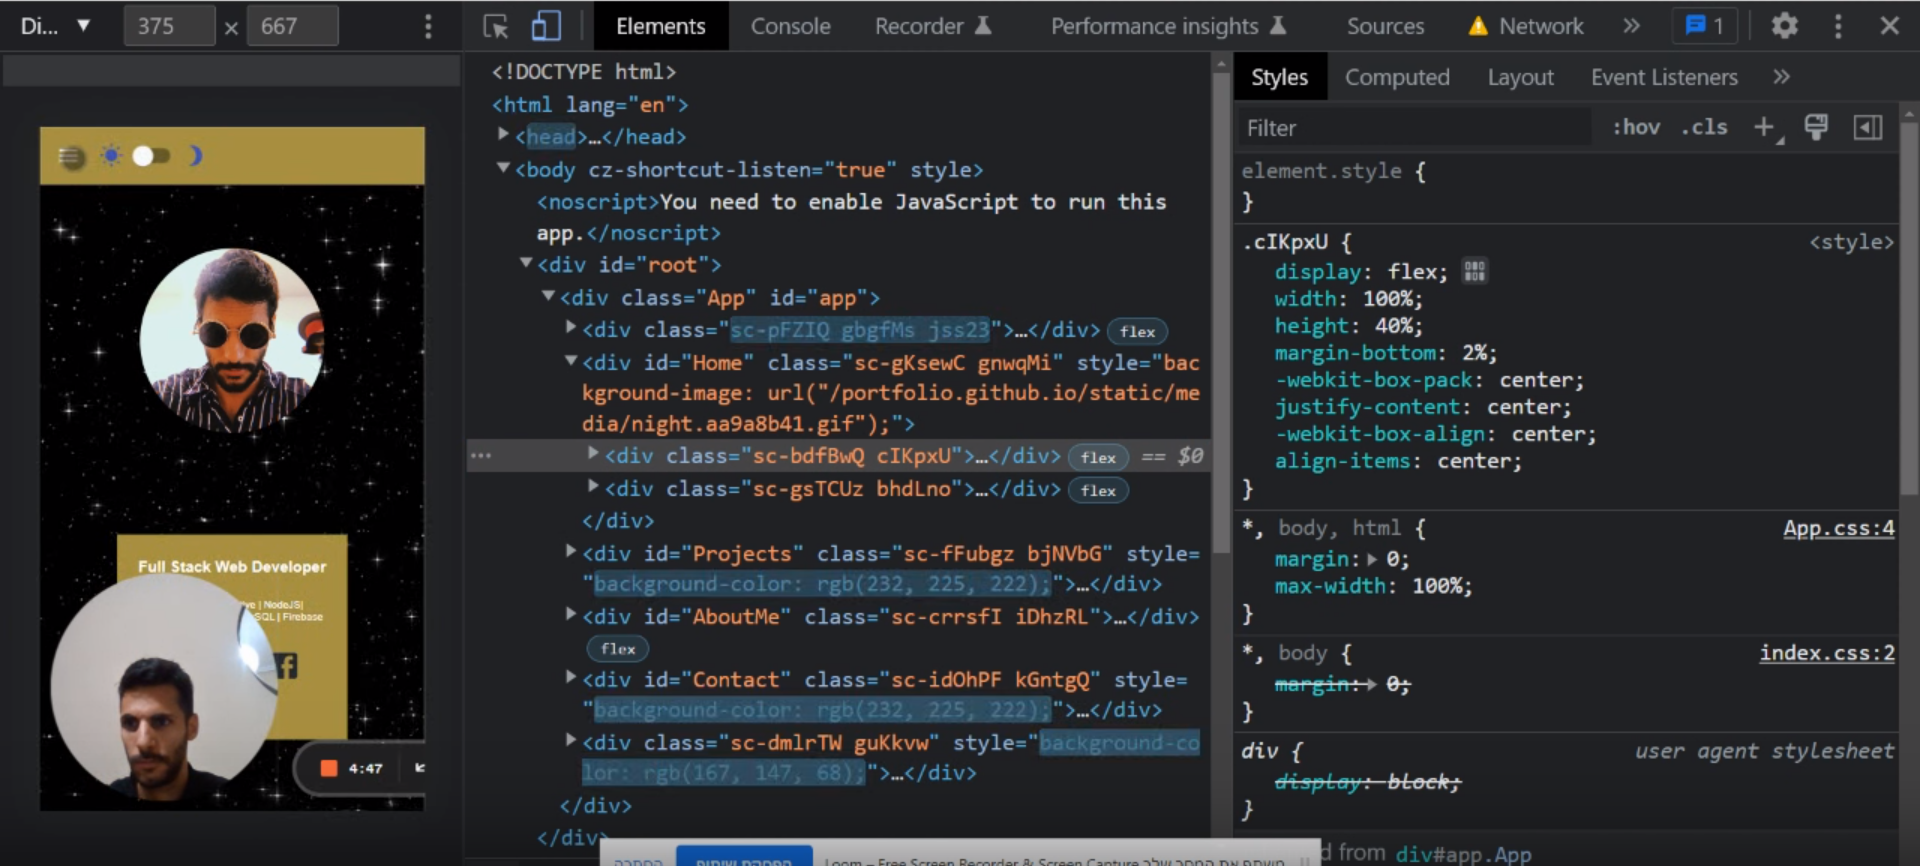 Di... ▼ 375 × 667
Elements Console Recorder Performance insights Sources Network » 1
Full Stack Web Developer
ve | NodeJS|
SQL | Firebase
4:47
<!DOCTYPE html>
<html lang="en">
<head>…</head>
<body cz-shortcut-listen="true" style>
<noscript>You need to enable JavaScript to run this
app.</noscript>
<div id="root">
<div class="App" id="app">
<div class="sc-pFZIQ gbgfMs jss23">…</div> flex
<div id="Home" class="sc-gKsewC gnwqMi" style="bac
kground-image: url("/portfolio.github.io/static/me
dia/night.aa9a8b41.gif");">
<div class="sc-bdfBwQ cIKpxU">…</div> flex == $0
<div class="sc-gsTCUz bhdLno">…</div> flex
</div>
<div id="Projects" class="sc-fFubgz bjNVbG" style=
"background-color: rgb(232, 225, 222);">…</div>
<div id="AboutMe" class="sc-crrsfI iDhzRL">…</div>
flex
<div id="Contact" class="sc-idOhPF kGntgQ" style=
"background-color: rgb(232, 225, 222);">…</div>
<div class="sc-dmlrTW guKkvw" style="background-co
lor: rgb(167, 147, 68);">…</div>
</div>
</div>
Styles Computed Layout Event Listeners »
Filter :hov .cls +
element.style {
}
.cIKpxU { <style>
display: flex;
width: 100%;
height: 40%;
margin-bottom: 2%;
-webkit-box-pack: center;
justify-content: center;
-webkit-box-align: center;
align-items: center;
}
*, body, html { App.css:4
margin: 0;
max-width: 100%;
}
*, body { index.css:2
margin: 0;
}
div { user agent stylesheet
display: block;
}
d from div#app.App
Loom – Free Screen Recorder & Screen Capture משתף את המסך שלך